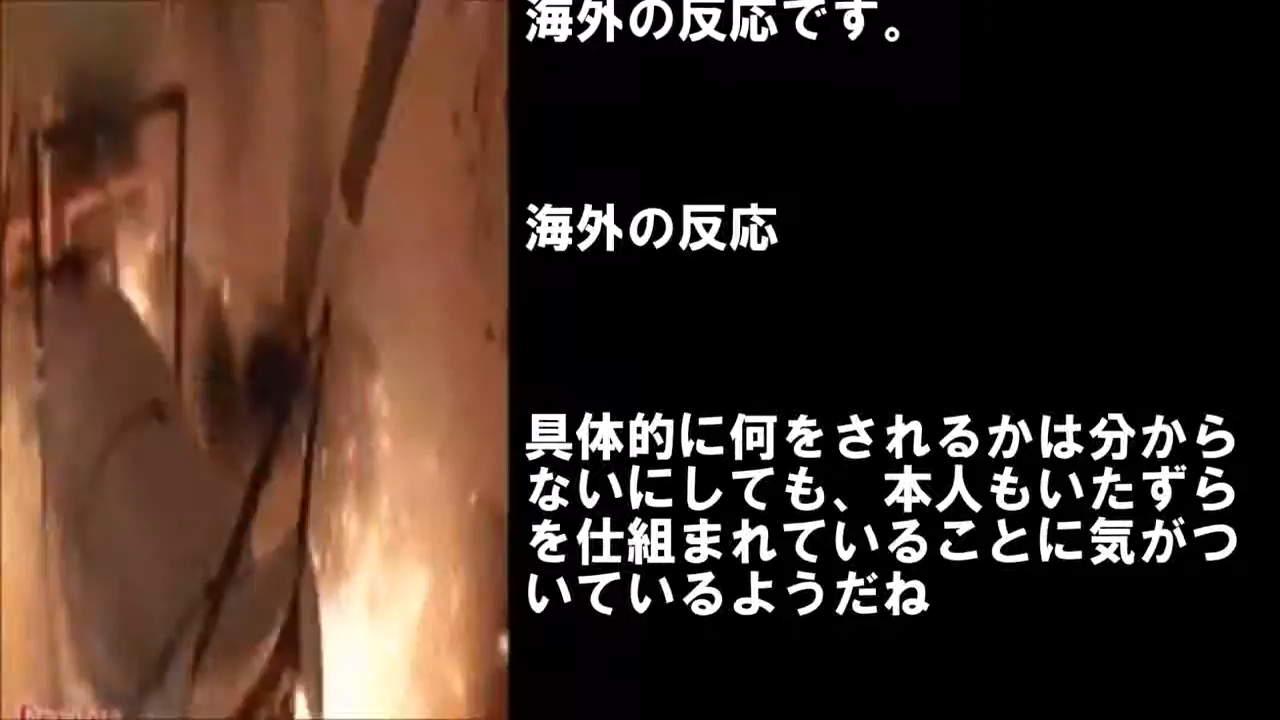 海外の反応です。
海外の反応
具体的に何をされるかは分から
ないにしても、本人もいたずら
を仕組まれていることに気がつ
いているようだね